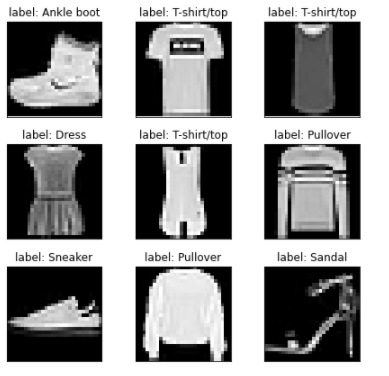 label: Ankle boot
label: T-shirt/top
label: T-shirt/top
label: Dress
label: T-shirt/top
label: Pullover
label: Sneaker
label: Pullover
label: Sandal